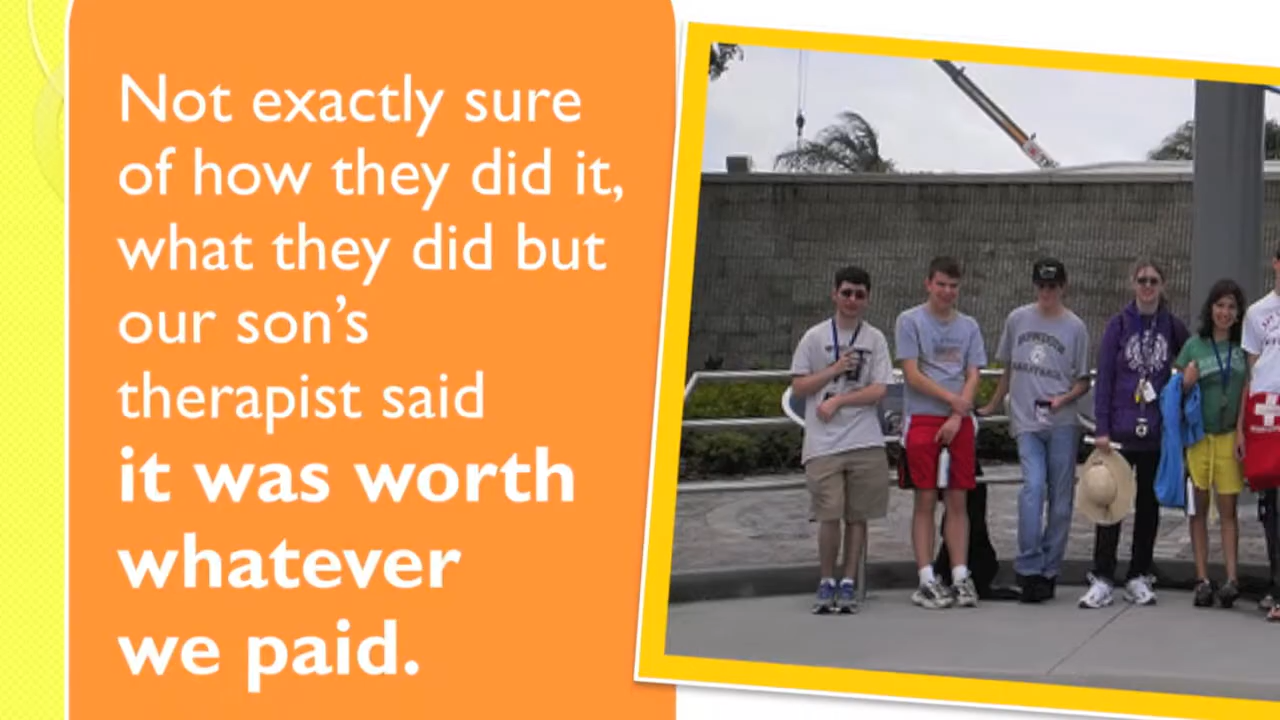 Not exactly sure
of how they did it,
what they did but
our son’s
therapist said
it was worth
whatever
we paid.